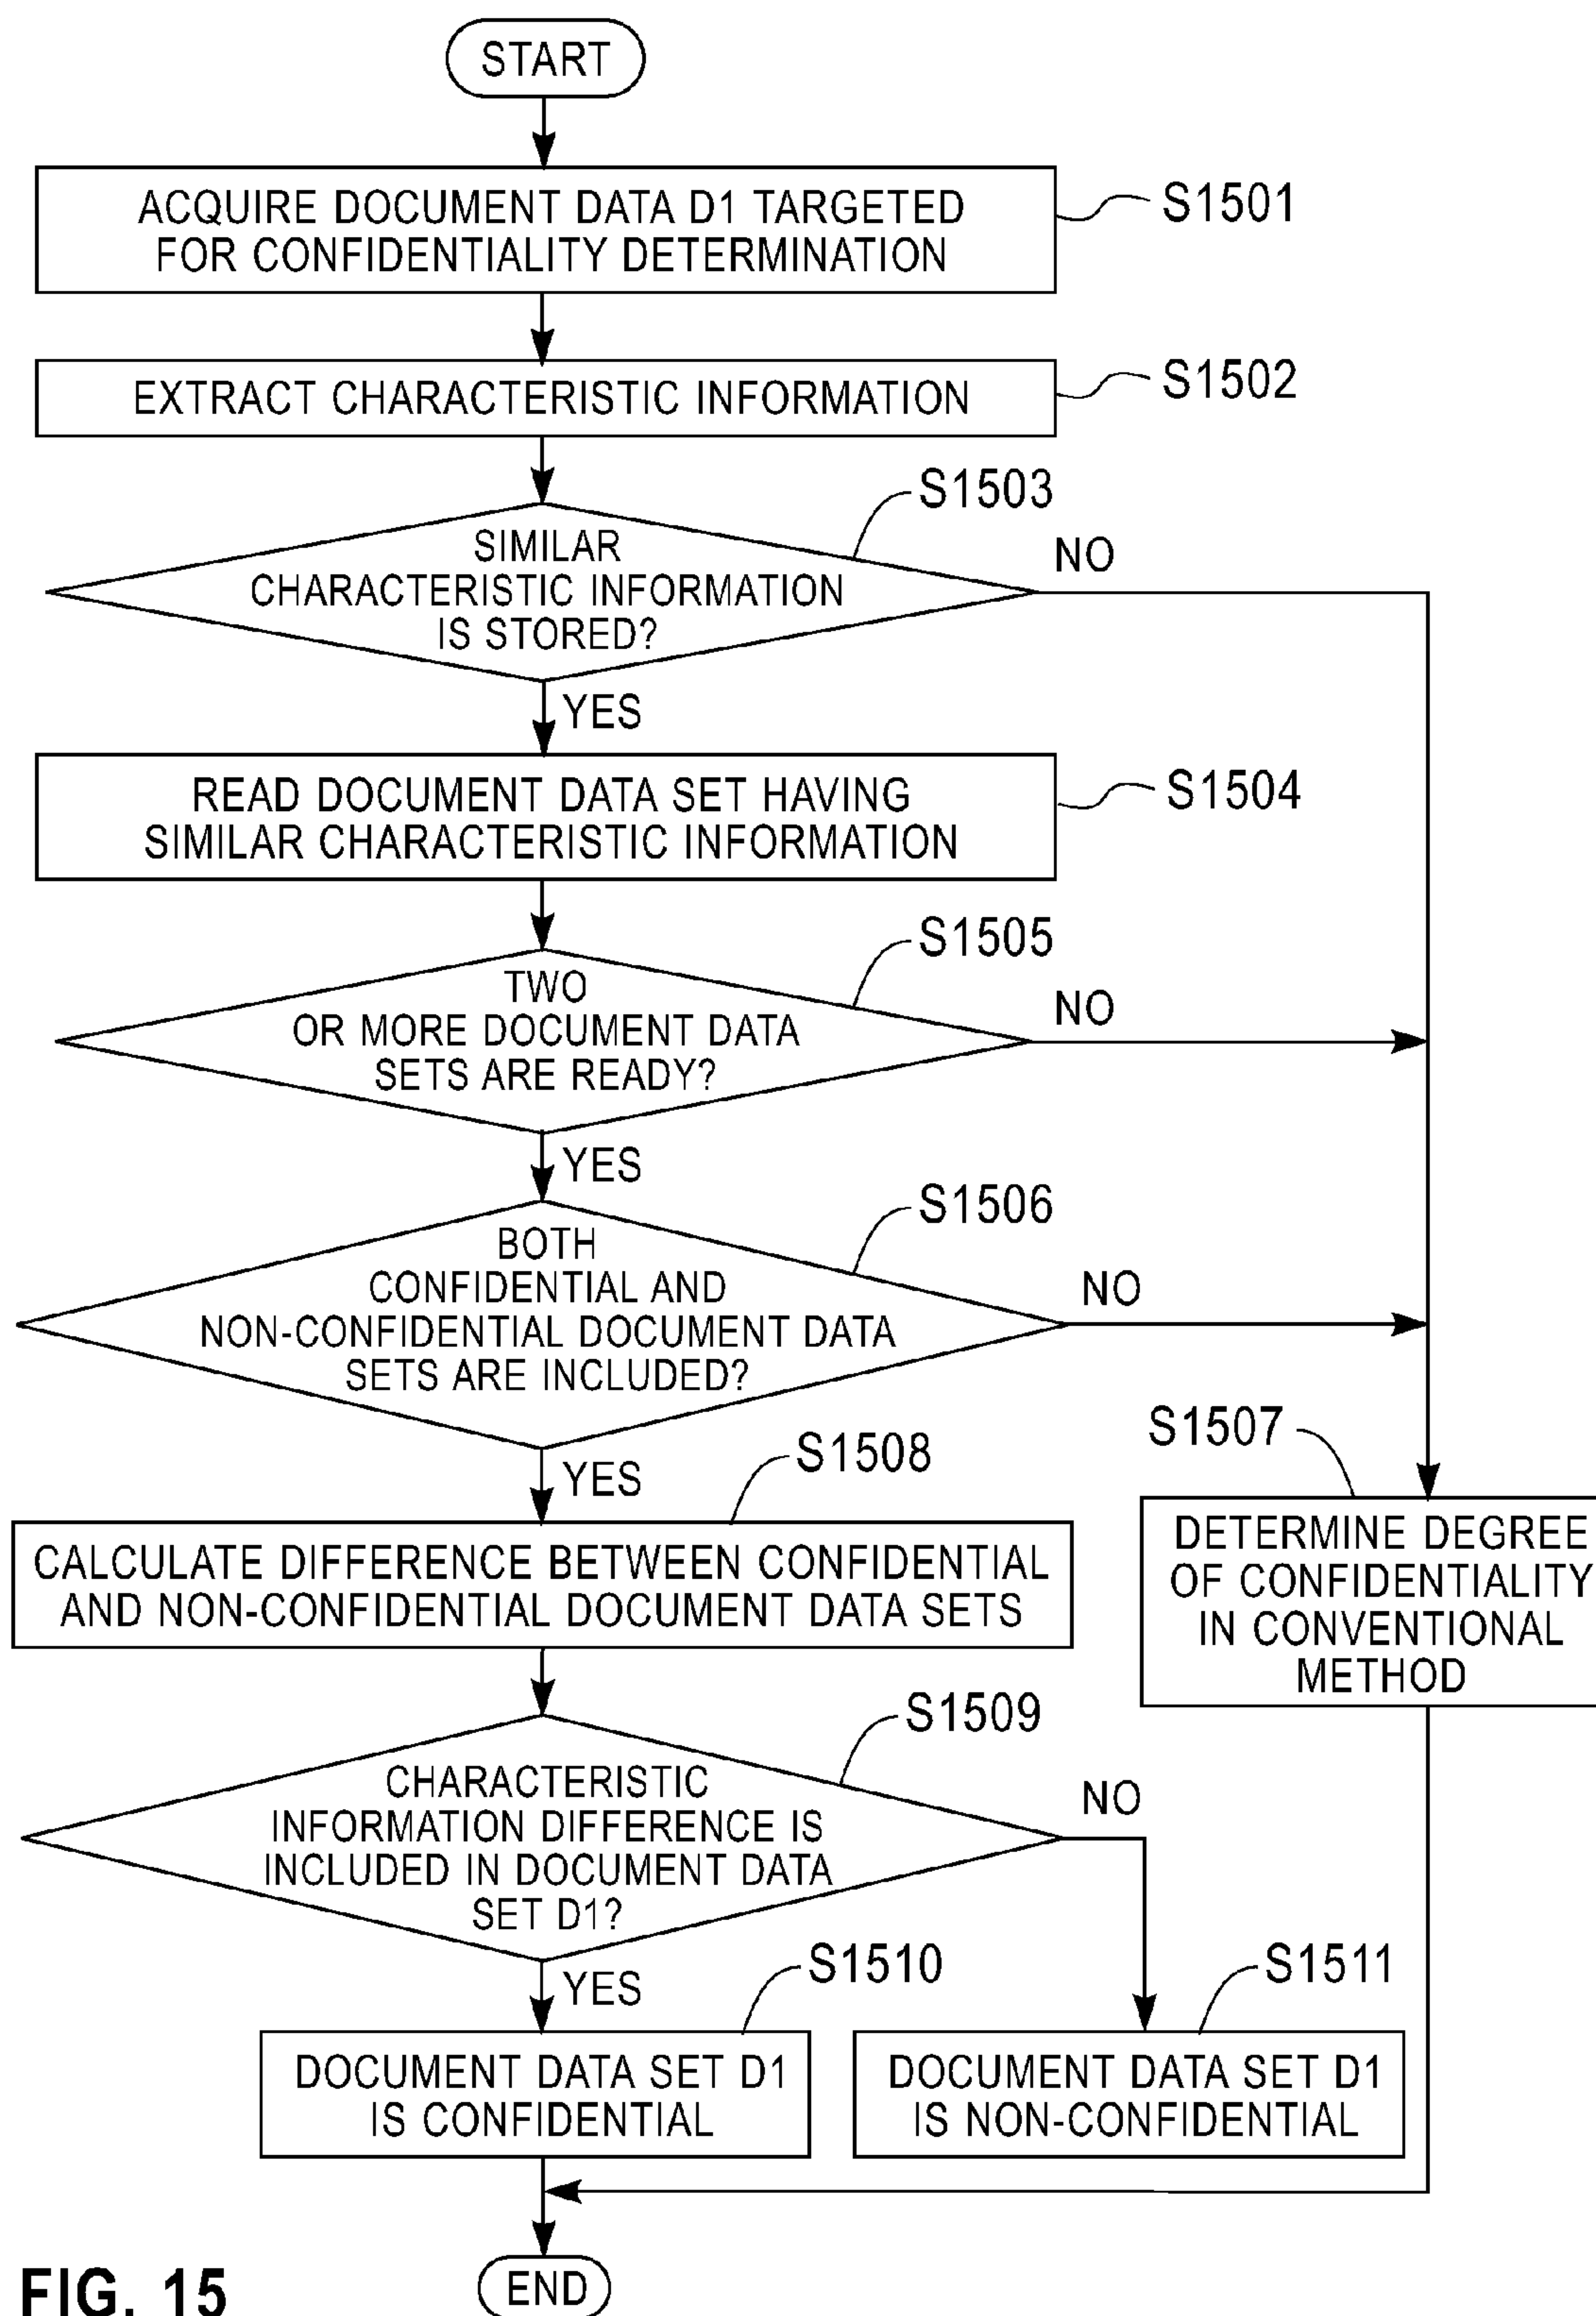 START
ACQUIRE DOCUMENT DATA D1 TARGETED
FOR CONFIDENTIALITY DETERMINATION
S1501
EXTRACT CHARACTERISTIC INFORMATION
S1502
S1503
SIMILAR
CHARACTERISTIC INFORMATION
IS STORED?
NO
YES
READ DOCUMENT DATA SET HAVING
SIMILAR CHARACTERISTIC INFORMATION
S1504
S1505
TWO
OR MORE DOCUMENT DATA
SETS ARE READY?
NO
YES
S1506
BOTH
CONFIDENTIAL AND
NON-CONFIDENTIAL DOCUMENT DATA
SETS ARE INCLUDED?
NO
YES
S1507
DETERMINE DEGREE
OF CONFIDENTIALITY
IN CONVENTIONAL
METHOD
S1508
CALCULATE DIFFERENCE BETWEEN CONFIDENTIAL
AND NON-CONFIDENTIAL DOCUMENT DATA SETS
S1509
CHARACTERISTIC
INFORMATION DIFFERENCE IS
INCLUDED IN DOCUMENT DATA
SET D1?
NO
YES
S1510
DOCUMENT DATA SET D1
IS CONFIDENTIAL
S1511
DOCUMENT DATA SET D1
IS NON-CONFIDENTIAL
END
FIG. 15